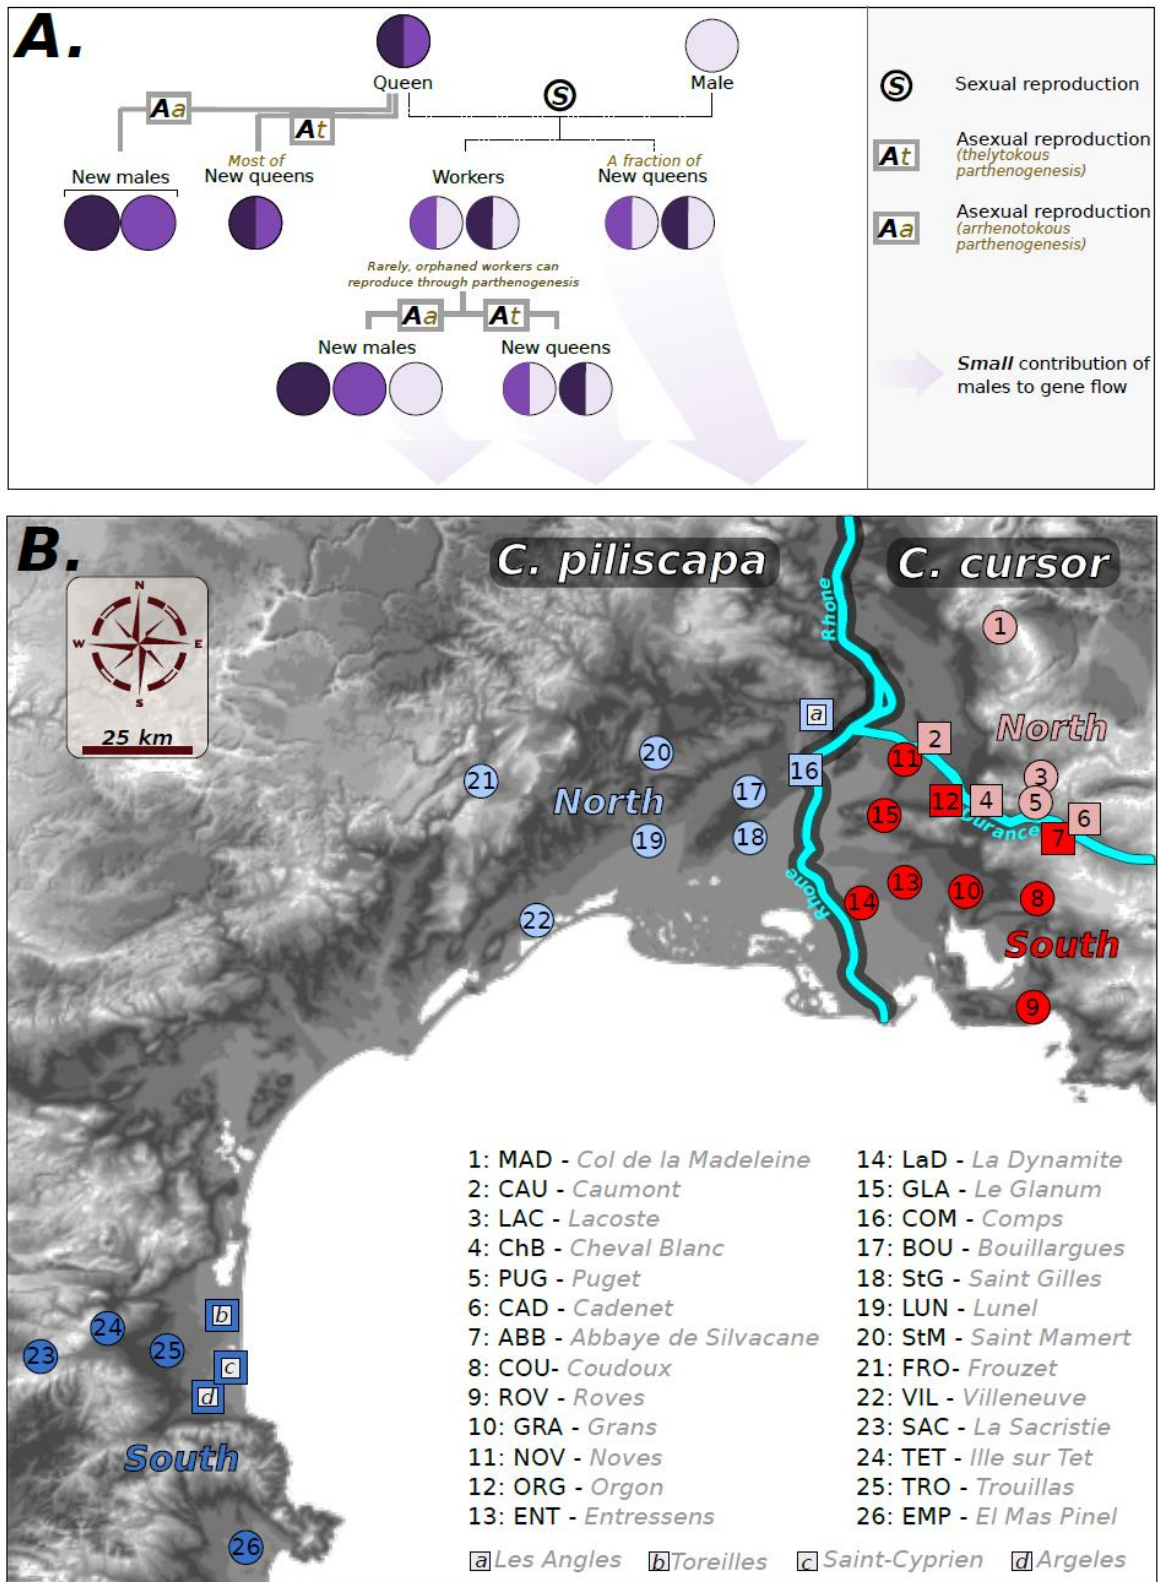 A.
Queen
Male
S
Sexual reproduction
Aa
At
Most of
New queens
New males
Workers
A fraction of
New queens
At
Asexual reproduction
(thelytokous
parthenogenesis)
Aa
Asexual reproduction
(arrhenotokous
parthenogenesis)
Rarely, orphaned workers can
reproduce through parthenogenesis
Aa
At
New males
New queens
Small contribution of
males to gene flow
B.
C. piliscapa
C. cursor
N
W
E
S
25 km
Rhone
1
a
2
North
11
20
21
16
3
17
North
12
4
5
15
6
urance
7
19
18
Rhone
13
14
10
8
22
South
9
1: MAD - Col de la Madeleine
2: CAU - Caumont
3: LAC - Lacoste
4: ChB - Cheval Blanc
5: PUG - Puget
6: CAD - Cadenet
7: ABB - Abbaye de Silvacane
8: COU- Coudoux
9: ROV - Roves
10: GRA - Grans
11: NOV - Noves
12: ORG - Orgon
13: ENT - Entressens
14: LaD - La Dynamite
15: GLA - Le Glanum
16: COM - Comps
17: BOU - Bouillargues
18: StG - Saint Gilles
19: LUN - Lunel
20: StM - Saint Mamert
21: FRO- Frouzet
22: VIL - Villeneuve
23: SAC - La Sacristie
24: TET - Ille sur Tet
25: TRO - Trouillas
26: EMP - El Mas Pinel
b
24
23
25
c
d
South
26
a Les Angles
b Toreilles
c Saint-Cyprien
d Argeles